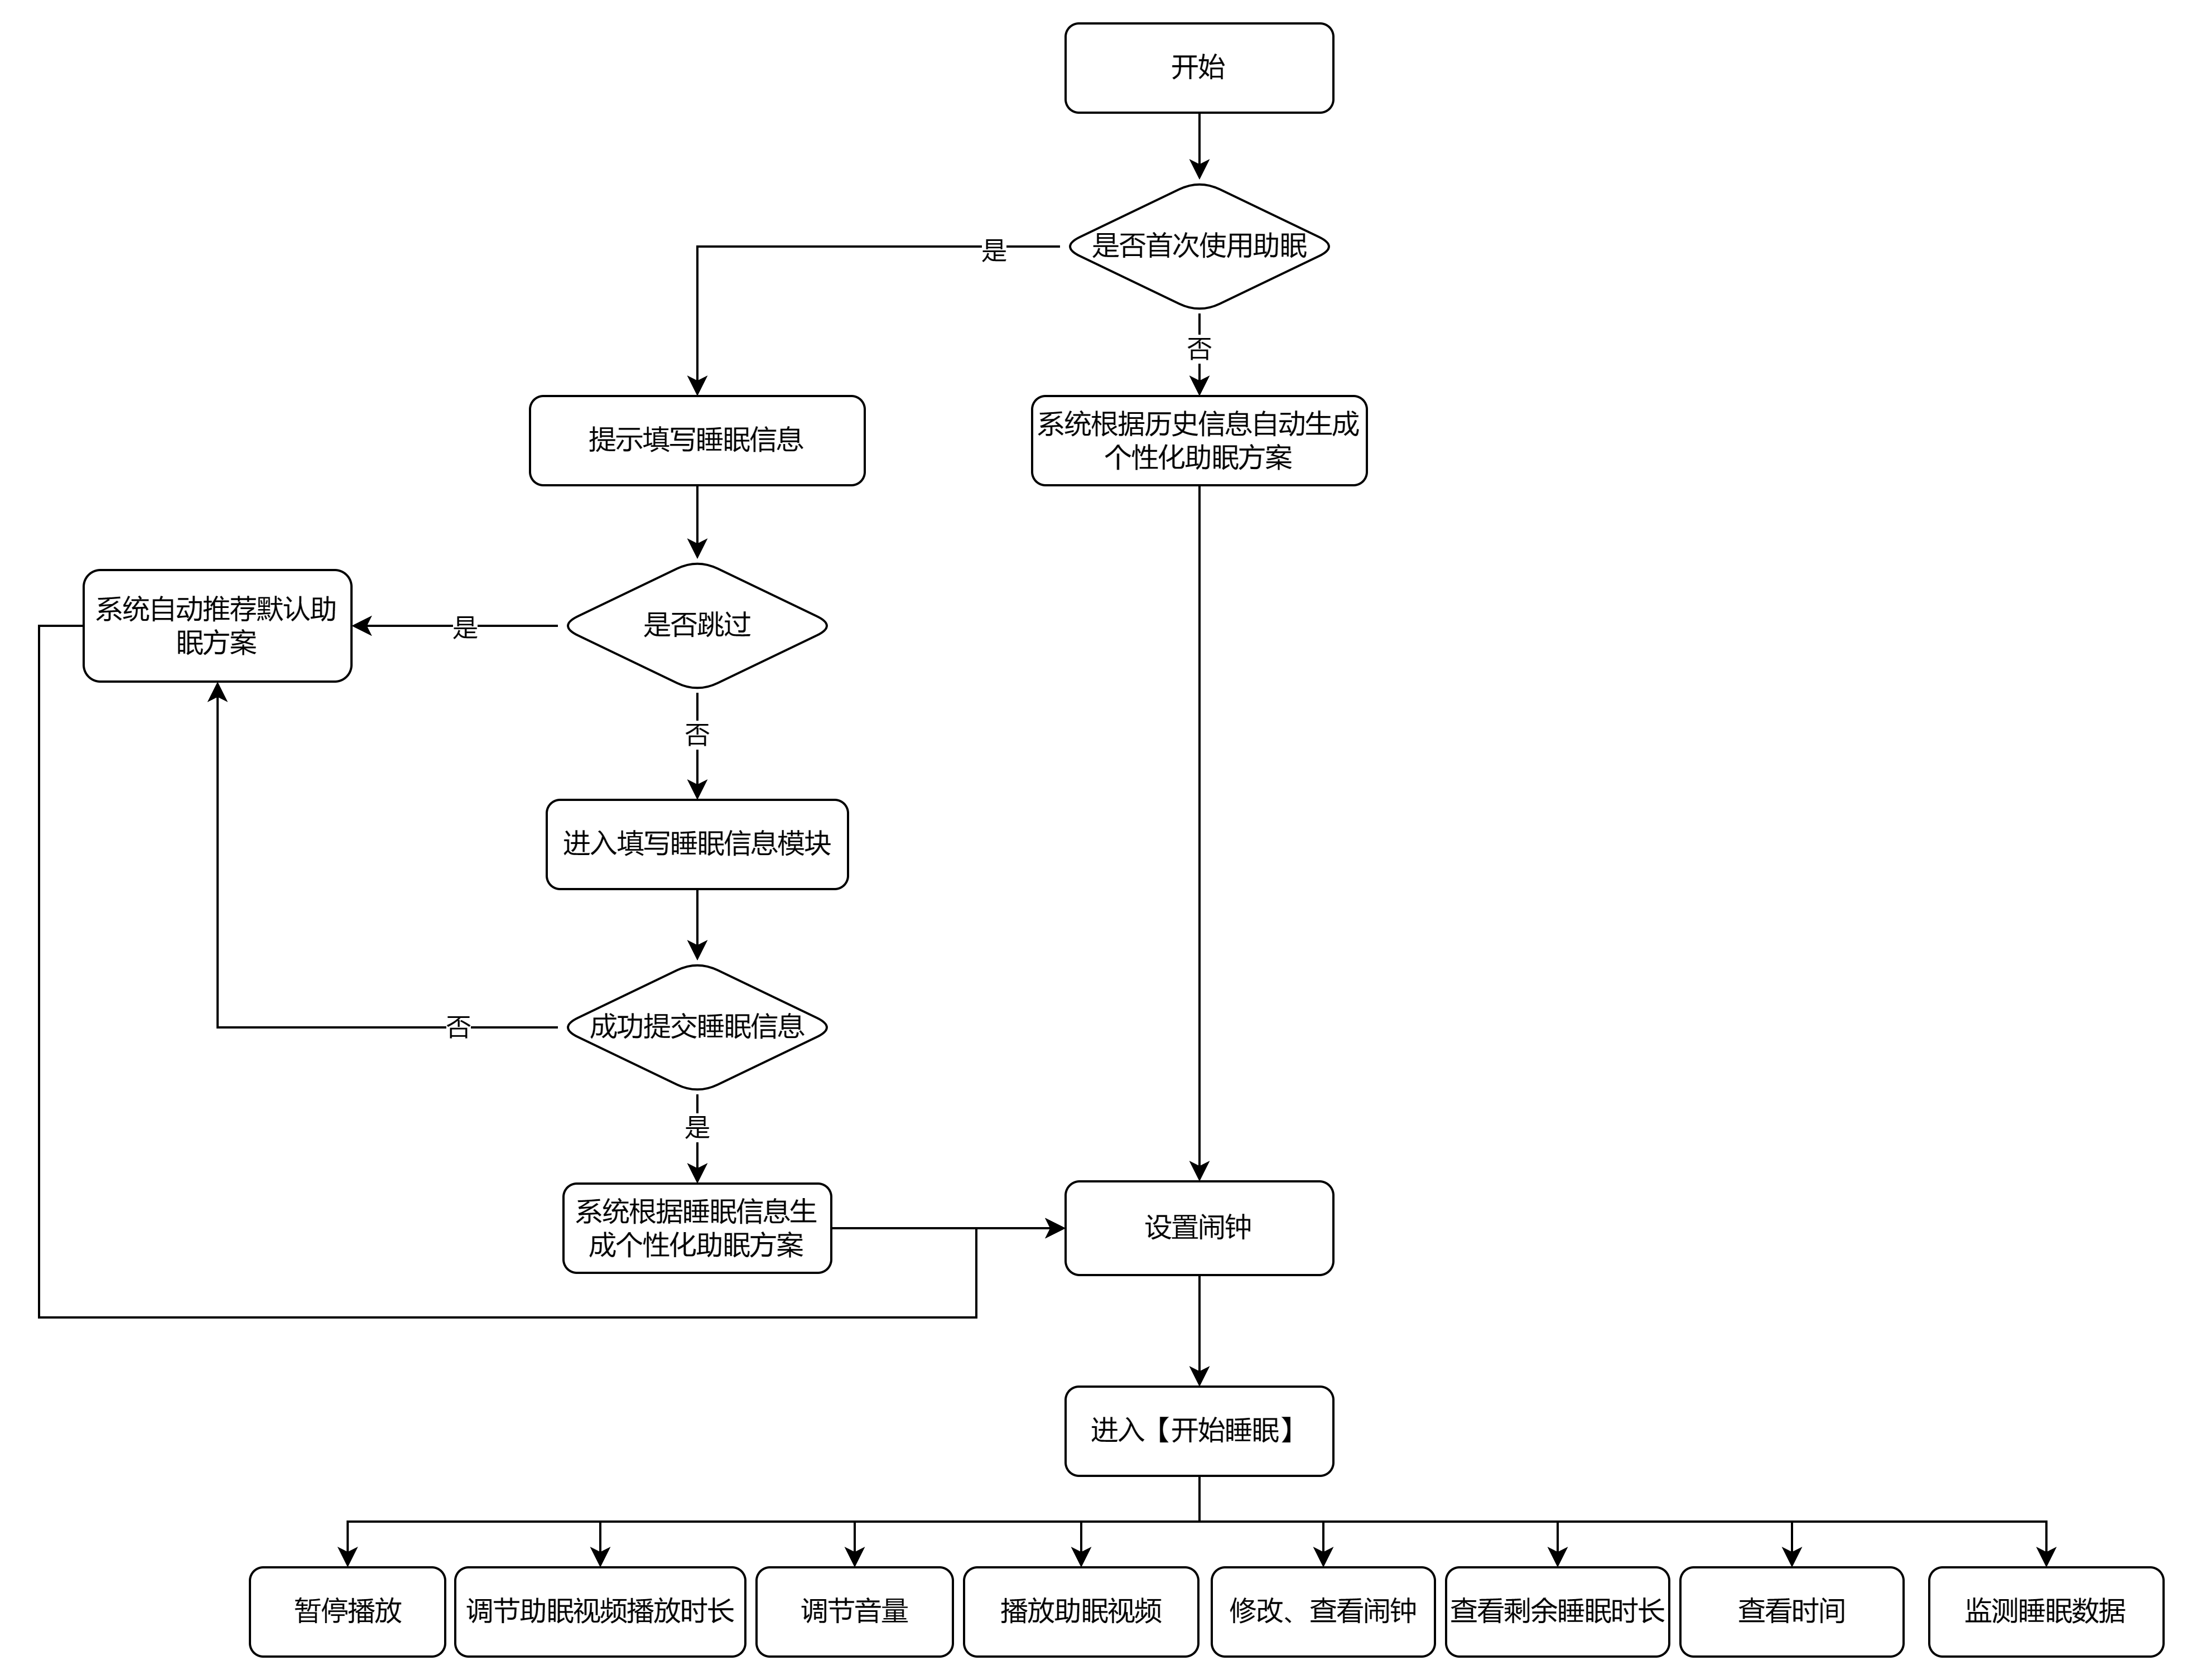 开始
是否首次使用助眠
是
否
提示填写睡眠信息
系统根据历史信息自动生成
个性化助眠方案
系统自动推荐默认助
眠方案
是
是否跳过
否
进入填写睡眠信息模块
成功提交睡眠信息
否
是
系统根据睡眠信息生
成个性化助眠方案
设置闹钟
进入【开始睡眠】
暂停播放
调节助眠视频播放时长
调节音量
播放助眠视频
修改、查看闹钟
查看剩余睡眠时长
查看时间
监测睡眠数据